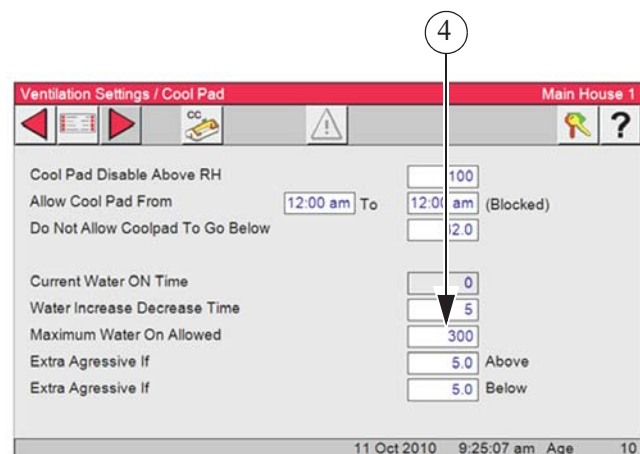 4
Ventilation Settings / Cool Pad Main House 1
CC
?
Cool Pad Disable Above RH 100
Allow Cool Pad From 12:00 am To 12:00 am (Blocked)
Do Not Allow Coolpad To Go Below
Current Water ON Time 0
Water Increase Decrease Time 5
Maximum Water On Allowed 300
Extra Agressive If 5.0 Above
Extra Agressive If 5.0 Below
11 Oct 2010 9:25:07 am Age 10